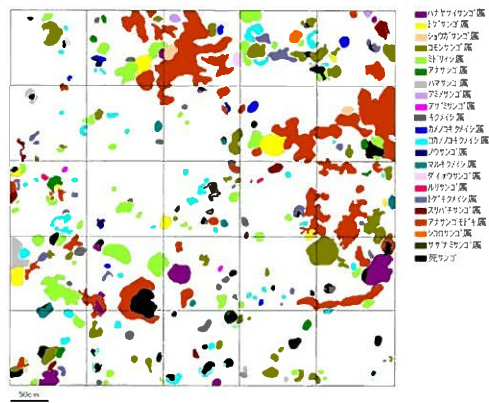 ハナヤサイサンゴ属
トゲサンゴ属
ショウガサンゴ属
コモンサンゴ属
ミドリイシ属
アナサンゴ属
ハマサンゴ属
アミメサンゴ属
アザミサンゴ属
キクメイシ属
カメノコキクメイシ属
コカメノコキクメイシ属
ノウサンゴ属
マルキクメイシ属
ダイオウサンゴ属
ルリサンゴ属
トゲキクメイシ属
スリバチサンゴ属
アナサンゴモドキ属
シコロサンゴ属
サザナミサンゴ属
死サンゴ
50cm